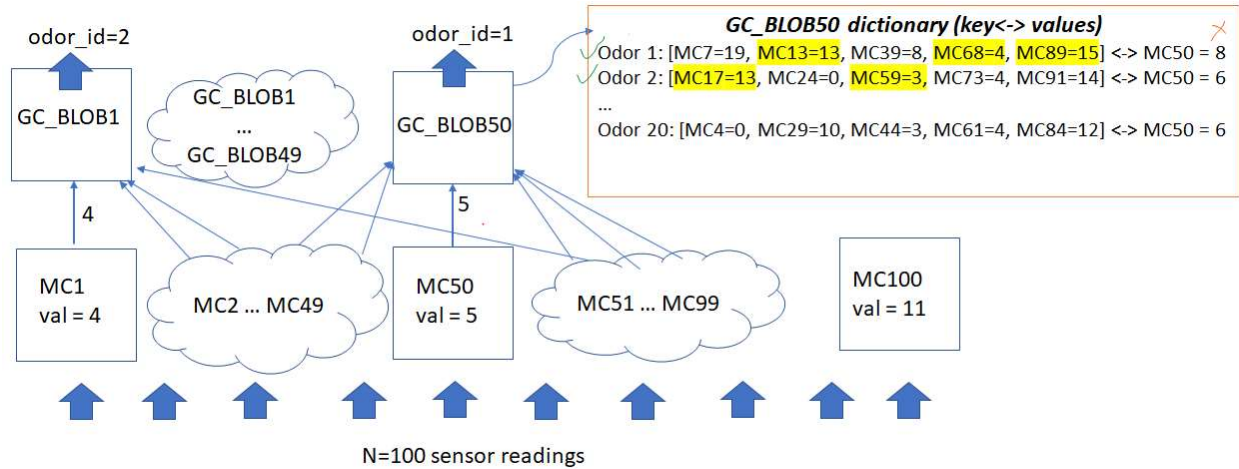 GC_BLOB50 dictionary (key<-> values)
Odor 1: [MC7=19, MC13=13, MC39=8, MC68=4, MC89=15] <-> MC50 = 8
Odor 2: [MC17=13, MC24=0, MC59=3, MC73=4, MC91=14] <-> MC50 = 6
...
Odor 20: [MC4=0, MC29=10, MC44=3, MC61=4, MC84=12] <-> MC50 = 6
odor_id=2
odor_id=1
GC_BLOB1
GC_BLOB1
...
GC_BLOB49
GC_BLOB50
4
5
MC1
val = 4
MC2 ... MC49
MC50
val = 5
MC51 ... MC99
MC100
val = 11
N=100 sensor readings